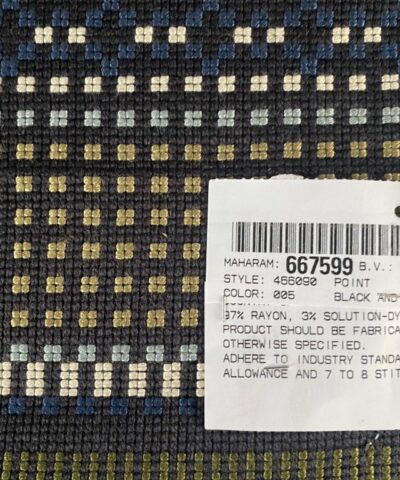 MAHARAM: 667599 B.V.:
STYLE: 456090 POINT
COLOR: 005 BLACK AND
97% RAYON, 3% SOLUTION-DY
PRODUCT SHOULD BE FABRICA
OTHERWISE SPECIFIED.
ADHERE TO INDUSTRY STANDA
ALLOWANCE AND 7 TO 8 STIT